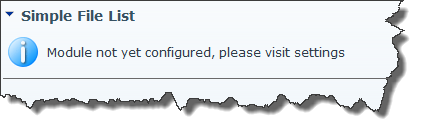 Simple File List
Module not yet configured, please visit settings